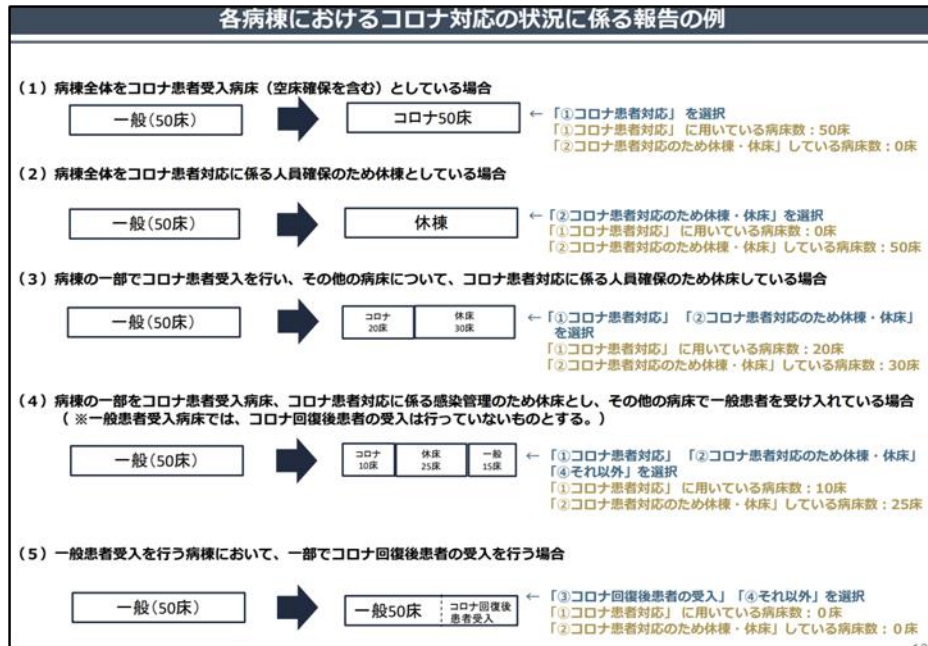 各病棟におけるコロナ対応の状況に係る報告の例
（１）病棟全体をコロナ患者受入病床（空床確保を含む）としている場合
一般（50床）
コロナ50床
← 「①コロナ患者対応」 を選択
「①コロナ患者対応」 に用いている病床数：50床
「②コロナ患者対応のため休棟・休床」している病床数：0床
（２）病棟全体をコロナ患者対応に係る人員確保のため休棟としている場合
一般（50床）
休棟
← 「②コロナ患者対応のため休棟・休床」を選択
「①コロナ患者対応」 に用いている病床数：0床
「②コロナ患者対応のため休棟・休床」している病床数：50床
（３）病棟の一部でコロナ患者受入を行い、その他の病床について、コロナ患者対応に係る人員確保のため休床している場合
一般（50床）
コロナ
20床
休床
30床
← 「①コロナ患者対応」 「②コロナ患者対応のため休棟・休床」
を選択
「①コロナ患者対応」 に用いている病床数：20床
「②コロナ患者対応のため休棟・休床」している病床数：30床
（４）病棟の一部をコロナ患者受入病床、コロナ対応に係る感染管理のため休床とし、その他の病床で一般患者を受け入れている場合
（ ※一般患者受入病床では、コロナ回復後患者の受入は行っていないものとする。）
一般（50床）
コロナ
10床
休床
25床
一般
15床
← 「①コロナ患者対応」 「②コロナ患者対応のため休棟・休床」
「④それ以外」を選択
「①コロナ患者対応」 に用いている病床数：10床
「②コロナ患者対応のため休棟・休床」している病床数：25床
（５）一般患者受入を行う病棟において、一部でコロナ回復後患者の受入を行う場合
一般（50床）
一般50床
コロナ回復後
患者受入
← 「③コロナ回復後患者の受入」「④それ以外」を選択
「①コロナ患者対応」 に用いている病床数：０床
「②コロナ患者対応のため休棟・休床」している病床数：０床